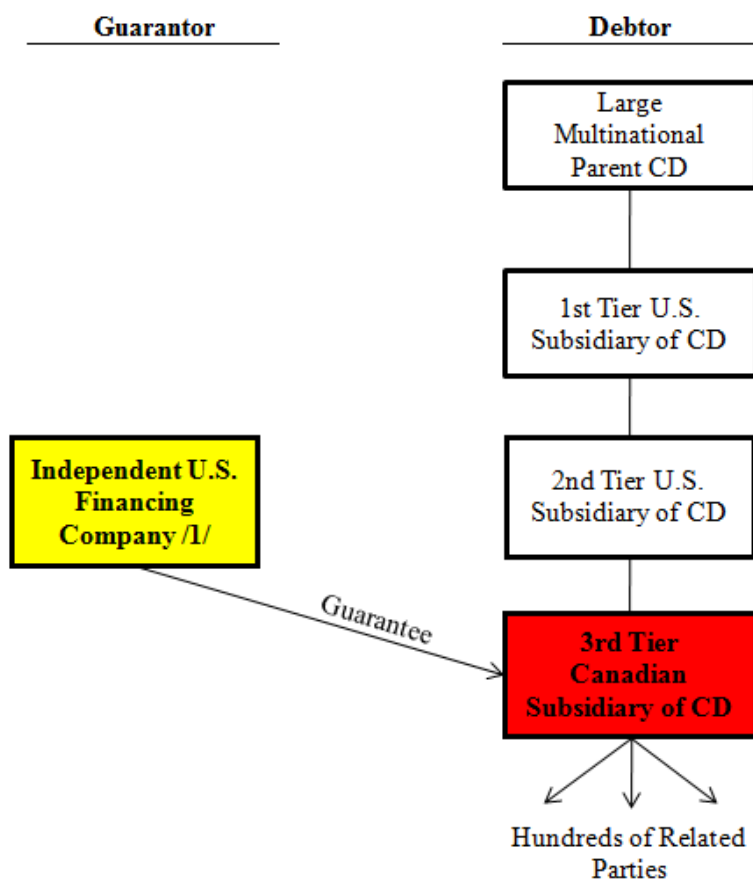 Guarantor
Debtor
Large
Multinational
Parent CD
1st Tier U.S.
Subsidiary of CD
Independent U.S.
Financing
Company /1/
2nd Tier U.S.
Subsidiary of CD
Guarantee
3rd Tier
Canadian
Subsidiary of CD
Hundreds of Related
Parties